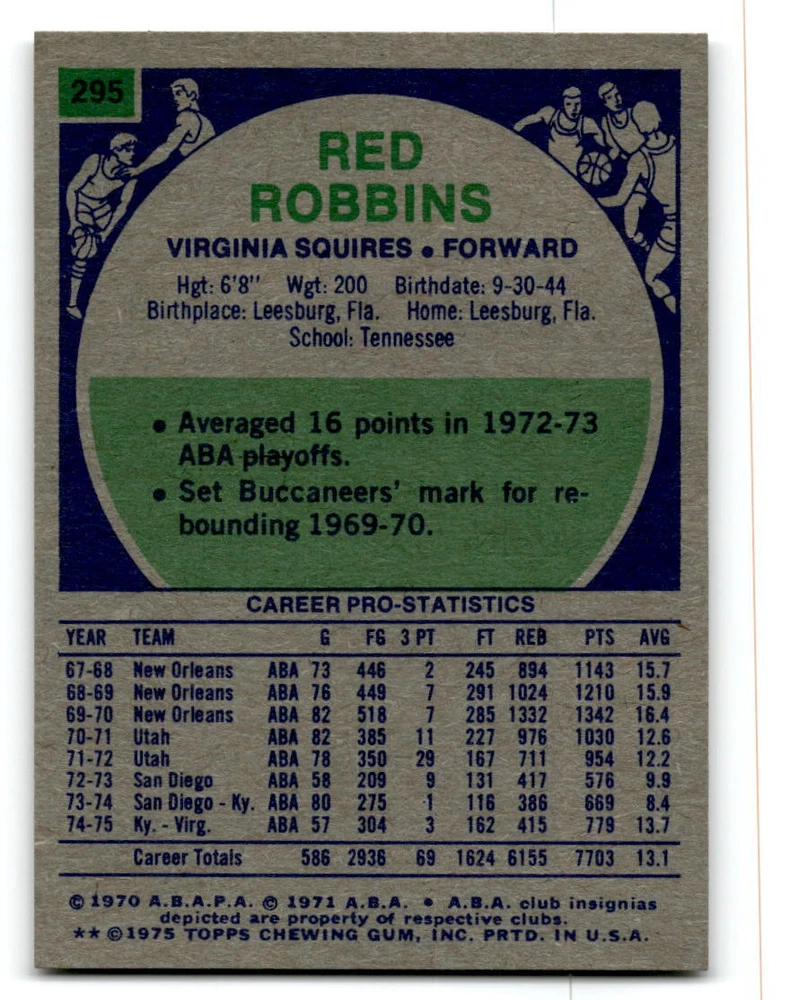 295
RED
ROBBINS
VIRGINIA SQUIRES • FORWARD
Hgt: 6'8'' Wgt: 200 Birthdate: 9-30-44
Birthplace: Leesburg, Fla. Home: Leesburg, Fla.
School: Tennessee
• Averaged 16 points in 1972-73
ABA playoffs.
• Set Buccaneers' mark for re-
bounding 1969-70.
CAREER PRO-STATISTICS
YEAR TEAM G FG 3 PT FT REB PTS AVG
67-68 New Orleans ABA 73 446 2 245 894 1143 15.7
68-69 New Orleans ABA 76 449 7 291 1024 1210 15.9
69-70 New Orleans ABA 82 518 7 285 1332 1342 16.4
70-71 Utah ABA 82 385 11 227 976 1030 12.6
71-72 Utah ABA 78 350 29 167 711 954 12.2
72-73 San Diego ABA 58 209 9 131 417 576 9.9
73-74 San Diego - Ky. ABA 80 275 1 116 386 669 8.4
74-75 Ky. - Virg. ABA 57 304 3 162 415 779 13.7
Career Totals 586 2936 69 1624 6155 7703 13.1
© 1970 A.B.A.P.A. © 1971 A.B.A. • A.B.A. club insignias
depicted are property of respective clubs.
** © 1975 TOPPS CHEWING GUM, INC. PRTD. IN U.S.A.